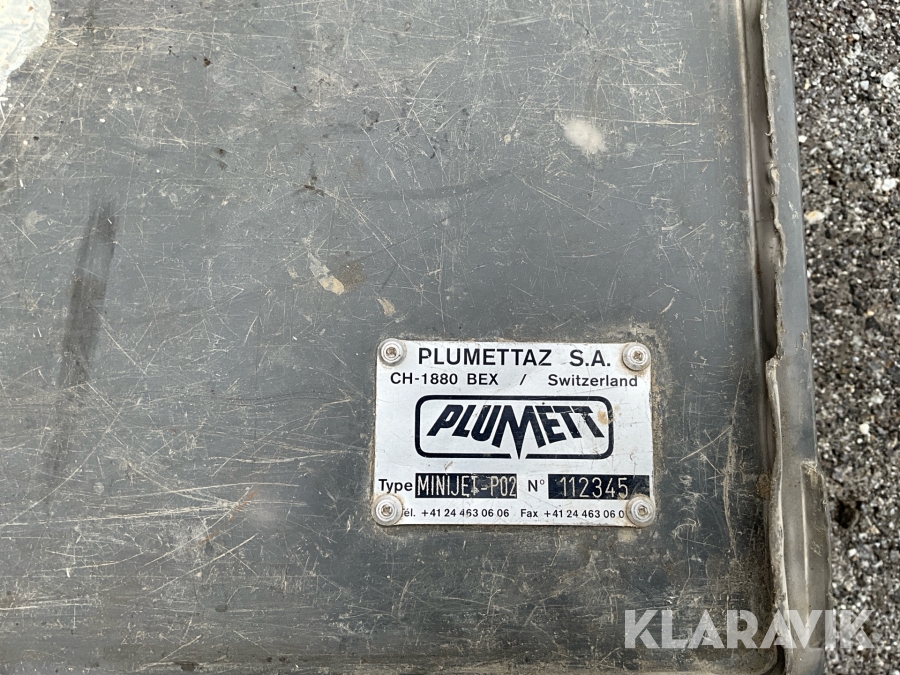 PLUMETTAZ S.A.
CH-1880 BEX / Switzerland
PLUMETT
Type MINIJET-P02 N° 112345
Tél. +41 24 463 06 06 Fax +41 24 463 06 0
KLARAVIK